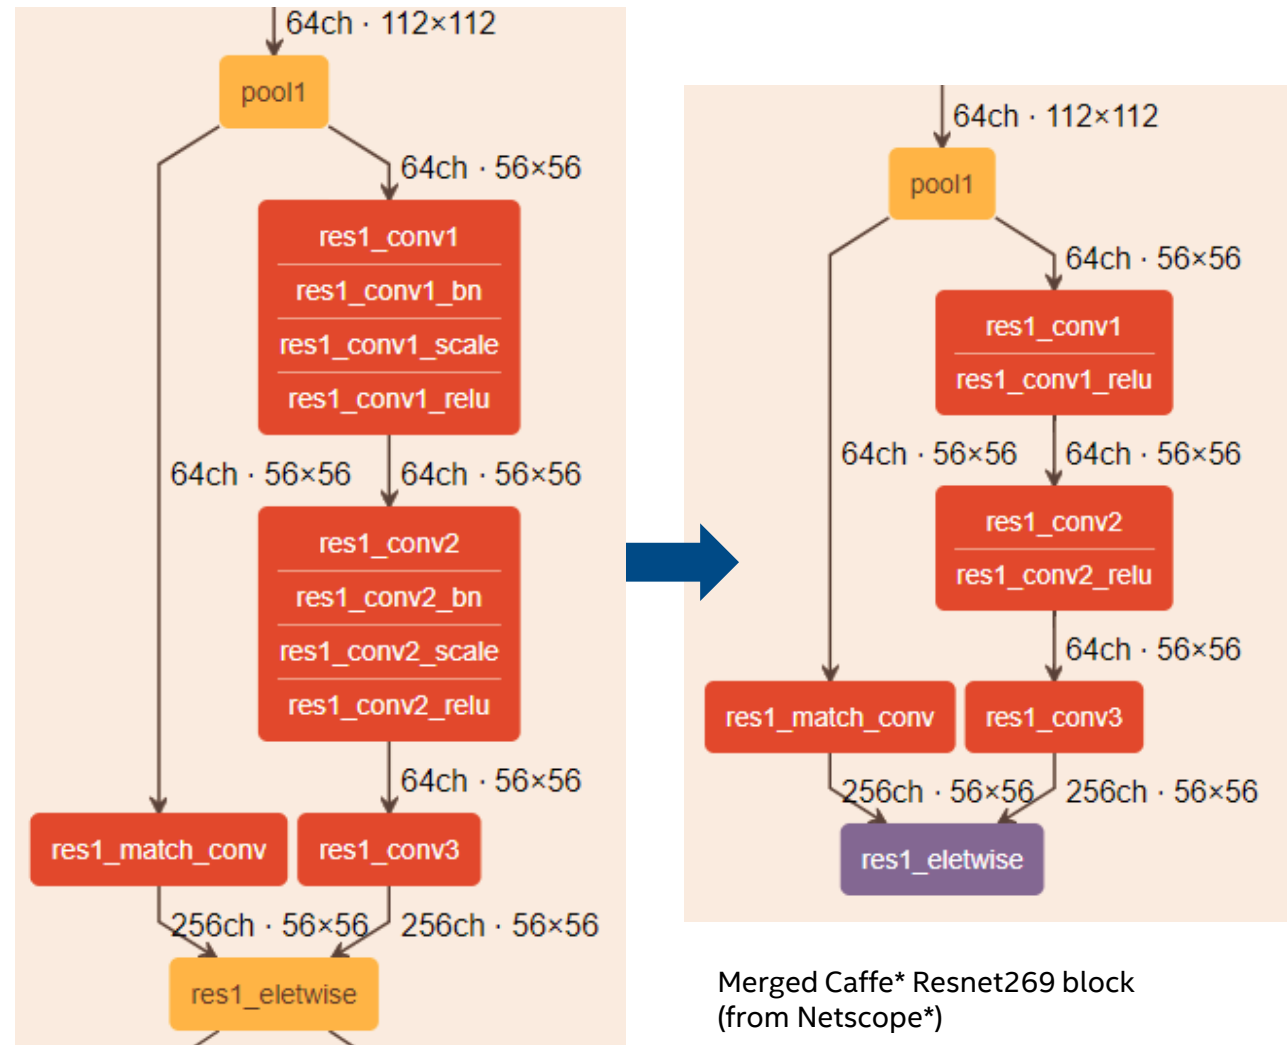 64ch · 112×112
pool1
64ch · 56×56
res1_conv1
res1_conv1_bn
res1_conv1_scale
res1_conv1_relu
64ch · 56×56
64ch · 56×56
res1_conv2
res1_conv2_bn
res1_conv2_scale
res1_conv2_relu
64ch · 56×56
res1_match_conv
res1_conv3
256ch · 56×56
256ch · 56×56
res1_eletwise
64ch · 112×112
pool1
64ch · 56×56
res1_conv1
res1_conv1_relu
64ch · 56×56
64ch · 56×56
res1_conv2
res1_conv2_relu
64ch · 56×56
res1_match_conv
res1_conv3
256ch · 56×56
256ch · 56×56
res1_eletwise
Merged Caffe* Resnet269 block
(from Netscope*)